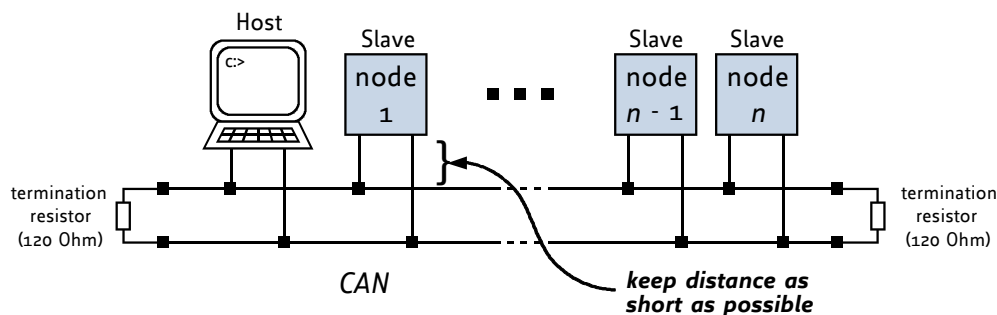 Host
c:>
Slave
node
1
Slave
node
n - 1
Slave
node
n
termination
resistor
(120 Ohm)
termination
resistor
(120 Ohm)
CAN
keep distance as
short as possible